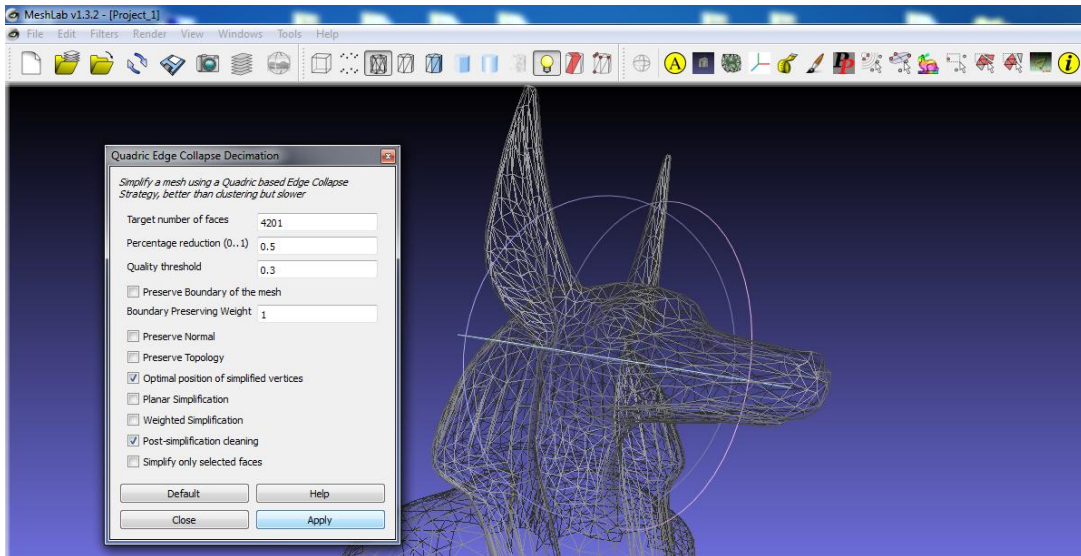 MeshLab v1.3.2 - [Project_1]
File Edit Filters Render View Windows Tools Help
A
i
Quadric Edge Collapse Decimation
Simplify a mesh using a Quadric based Edge Collapse
Strategy, better than clustering but slower
Target number of faces 4201
Percentage reduction (0..1) 0.5
Quality threshold 0.3
Preserve Boundary of the mesh
Boundary Preserving Weight 1
Preserve Normal
Preserve Topology
Optimal position of simplified vertices
Planar Simplification
Weighted Simplification
Post-simplification cleaning
Simplify only selected faces
Default Help
Close Apply